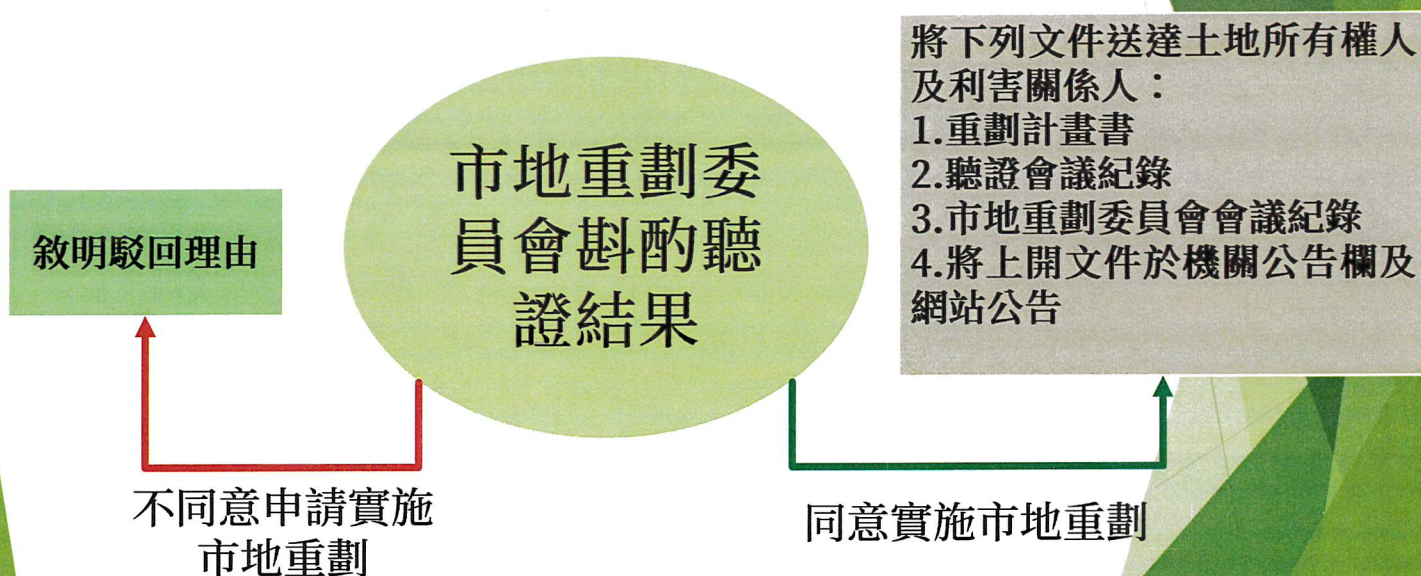 敘明駁回理由
市地重劃委
員會斟酌聽
證結果
將下列文件送達土地所有權人
及利害關係人：
1.重劃計畫書
2.聽證會議紀錄
3.市地重劃委員會會議紀錄
4.將上開文件於機關公告欄及
網站公告
不同意申請實施
市地重劃
同意實施市地重劃